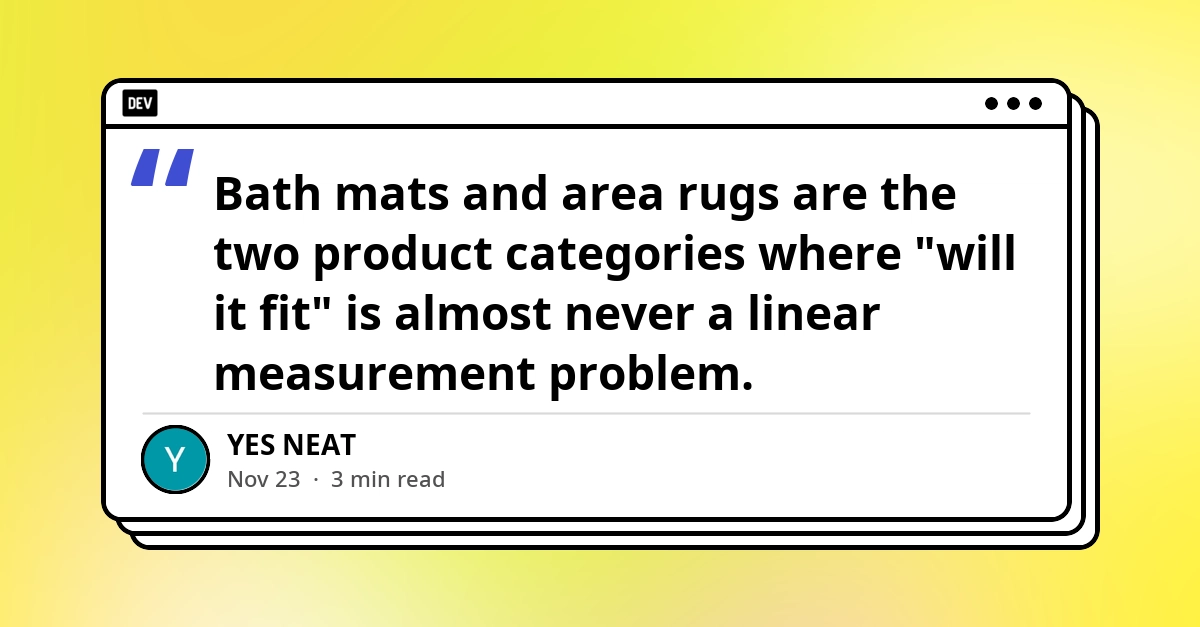 DEV
“
Bath mats and area rugs are the
two product categories where "will
it fit" is almost never a linear
measurement problem.
Y
YES NEAT
Nov 23 · 3 min read